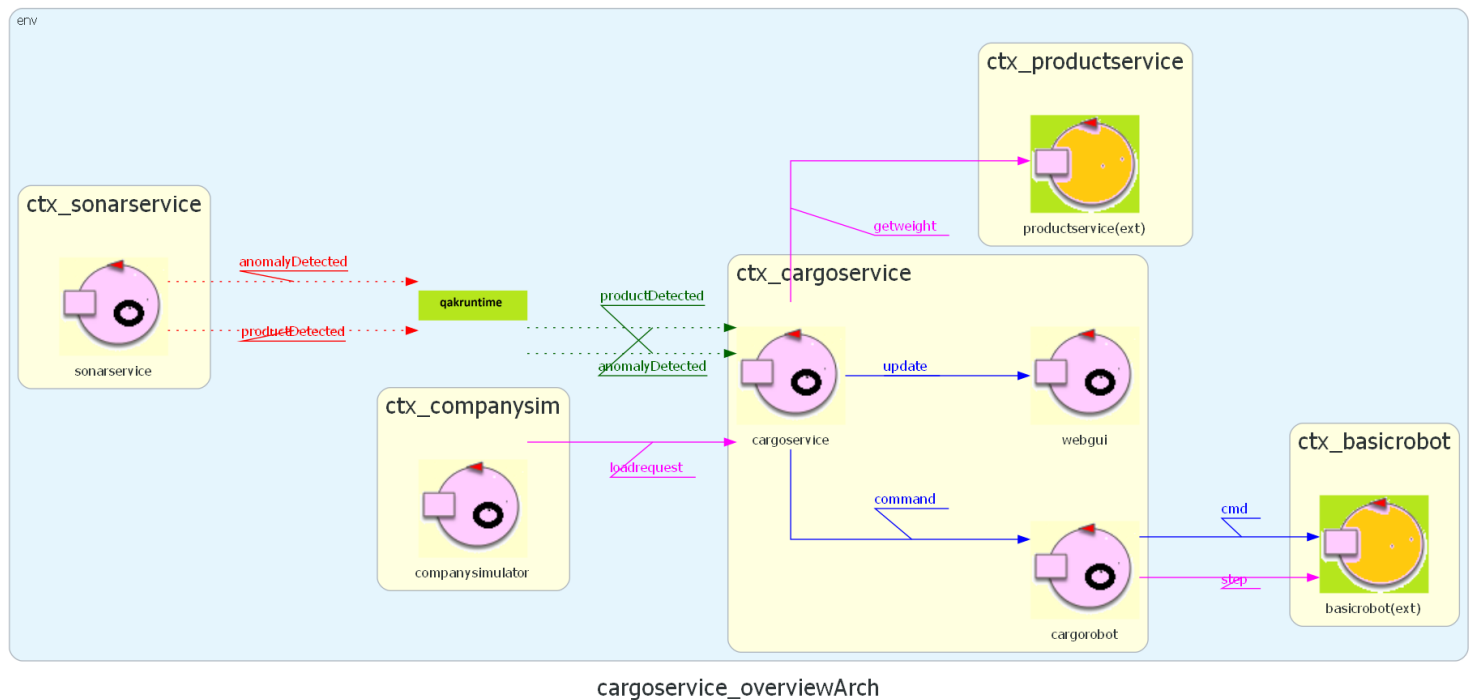 env
ctx_productservice
productservice(ext)
ctx_sonarservice
anomalyDetected
productDetected
sonarservice
qakruntime
getweight
ctx_cargoservice
productDetected
anomalyDetected
cargoservice
update
webgui
ctx_companysim
loadrequest
companysimulator
command
cargorobot
ctx_basicrobot
cmd
step
basicrobot(ext)
cargoservice_overviewArch